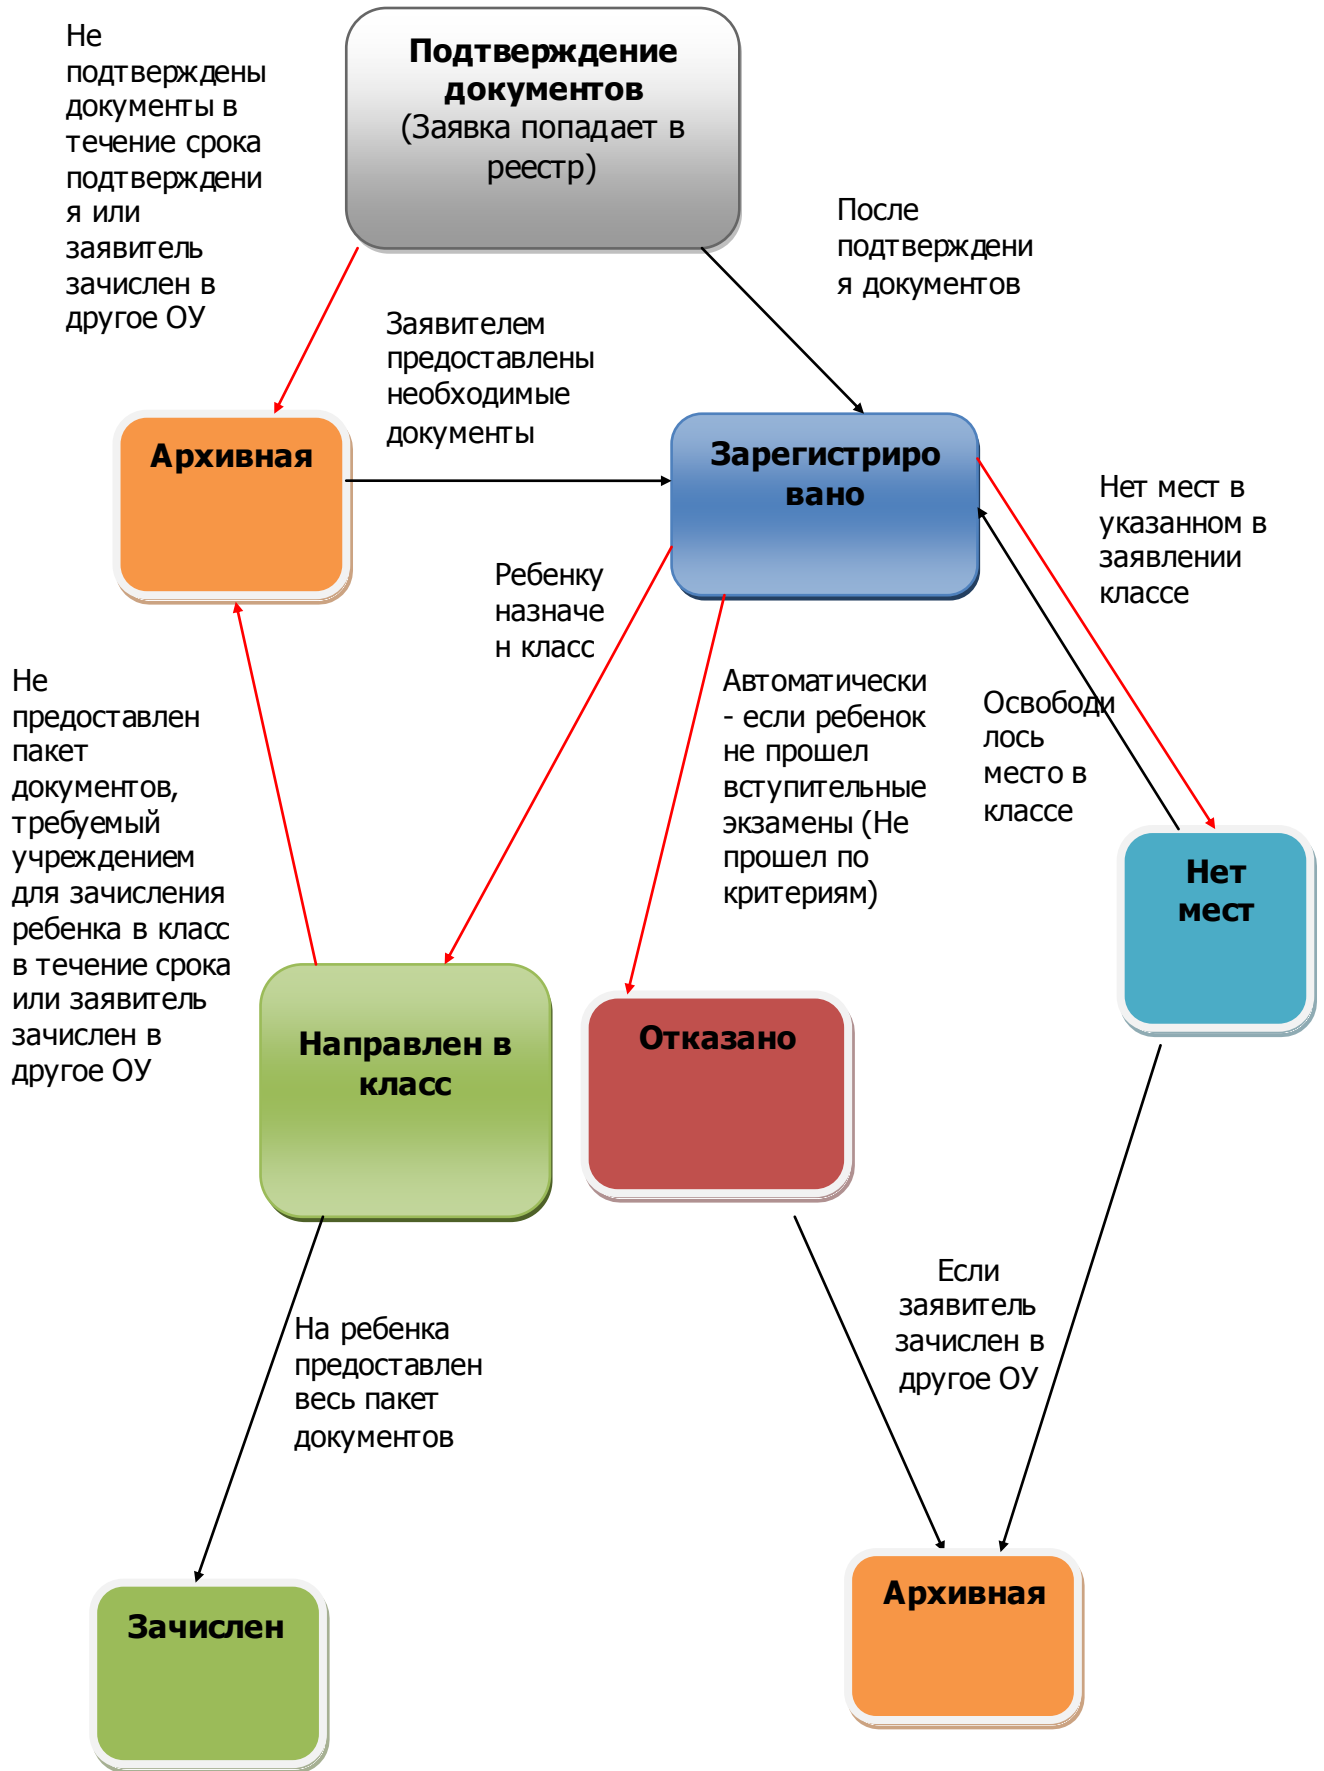 Не
подтверждены
документы в
течение срока
подтверждени
я или
заявитель
зачислен в
другое ОУ
Подтверждение
документов
(Заявка попадает в
реестр)
После
подтверждени
я документов
Заявителем
предоставлены
необходимые
документы
Архивная
Зарегистриро
вано
Нет мест в
указанном в
заявлении
классе
Ребенку
назначе
н класс
Не
предоставлен
пакет
документов,
требуемый
учреждением
для зачисления
ребенка в класс
в течение срока
или заявитель
зачислен в
другое ОУ
Автоматически
- если ребенок
не прошел
вступительные
экзамены (Не
прошел по
критериям)
Освободи
лось
место в
классе
Нет
мест
Направлен в
класс
Отказано
Если
заявитель
зачислен в
другое ОУ
На ребенка
предоставлен
весь пакет
документов
Зачислен
Архивная